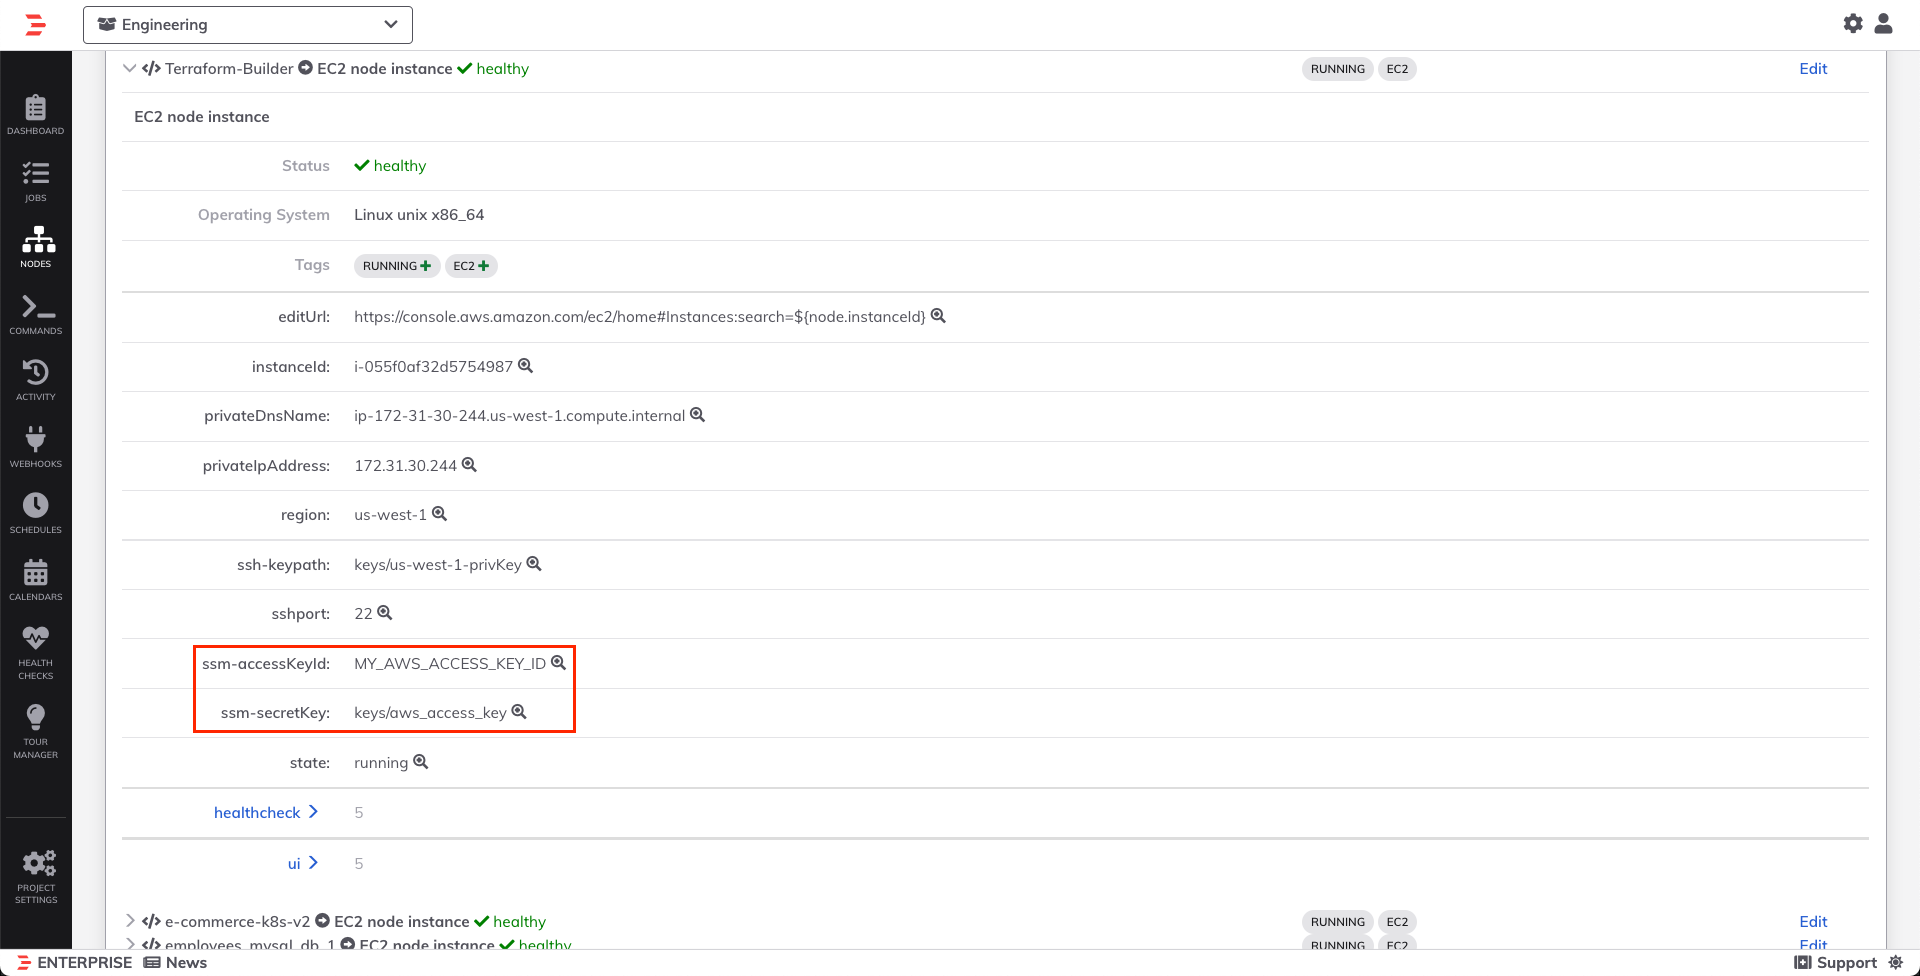 Engineering
Terraform-Builder EC2 node instance healthy RUNNING EC2 Edit
EC2 node instance
Status healthy
Operating System Linux unix x86_64
Tags RUNNING EC2
editUrl: https://console.aws.amazon.com/ec2/home#Instances:search=${node.instanceId}
instanceId: i-055f0af32d5754987
privateDnsName: ip-172-31-30-244.us-west-1.compute.internal
privateIpAddress: 172.31.30.244
region: us-west-1
ssh-keypath: keys/us-west-1-privKey
sshport: 22
ssm-accessKeyId: MY_AWS_ACCESS_KEY_ID
ssm-secretKey: keys/aws_access_key
state: running
healthcheck 5
ui 5
e-commerce-k8s-v2 EC2 node instance healthy RUNNING EC2 Edit
employees_mysql_db_1 EC2 node instance healthy RUNNING EC2 Edit
DASHBOARD
JOBS
NODES
COMMANDS
ACTIVITY
WEBHOOKS
SCHEDULES
CALENDARS
HEALTH
CHECKS
TOUR
MANAGER
PROJECT
SETTINGS
ENTERPRISE News Support